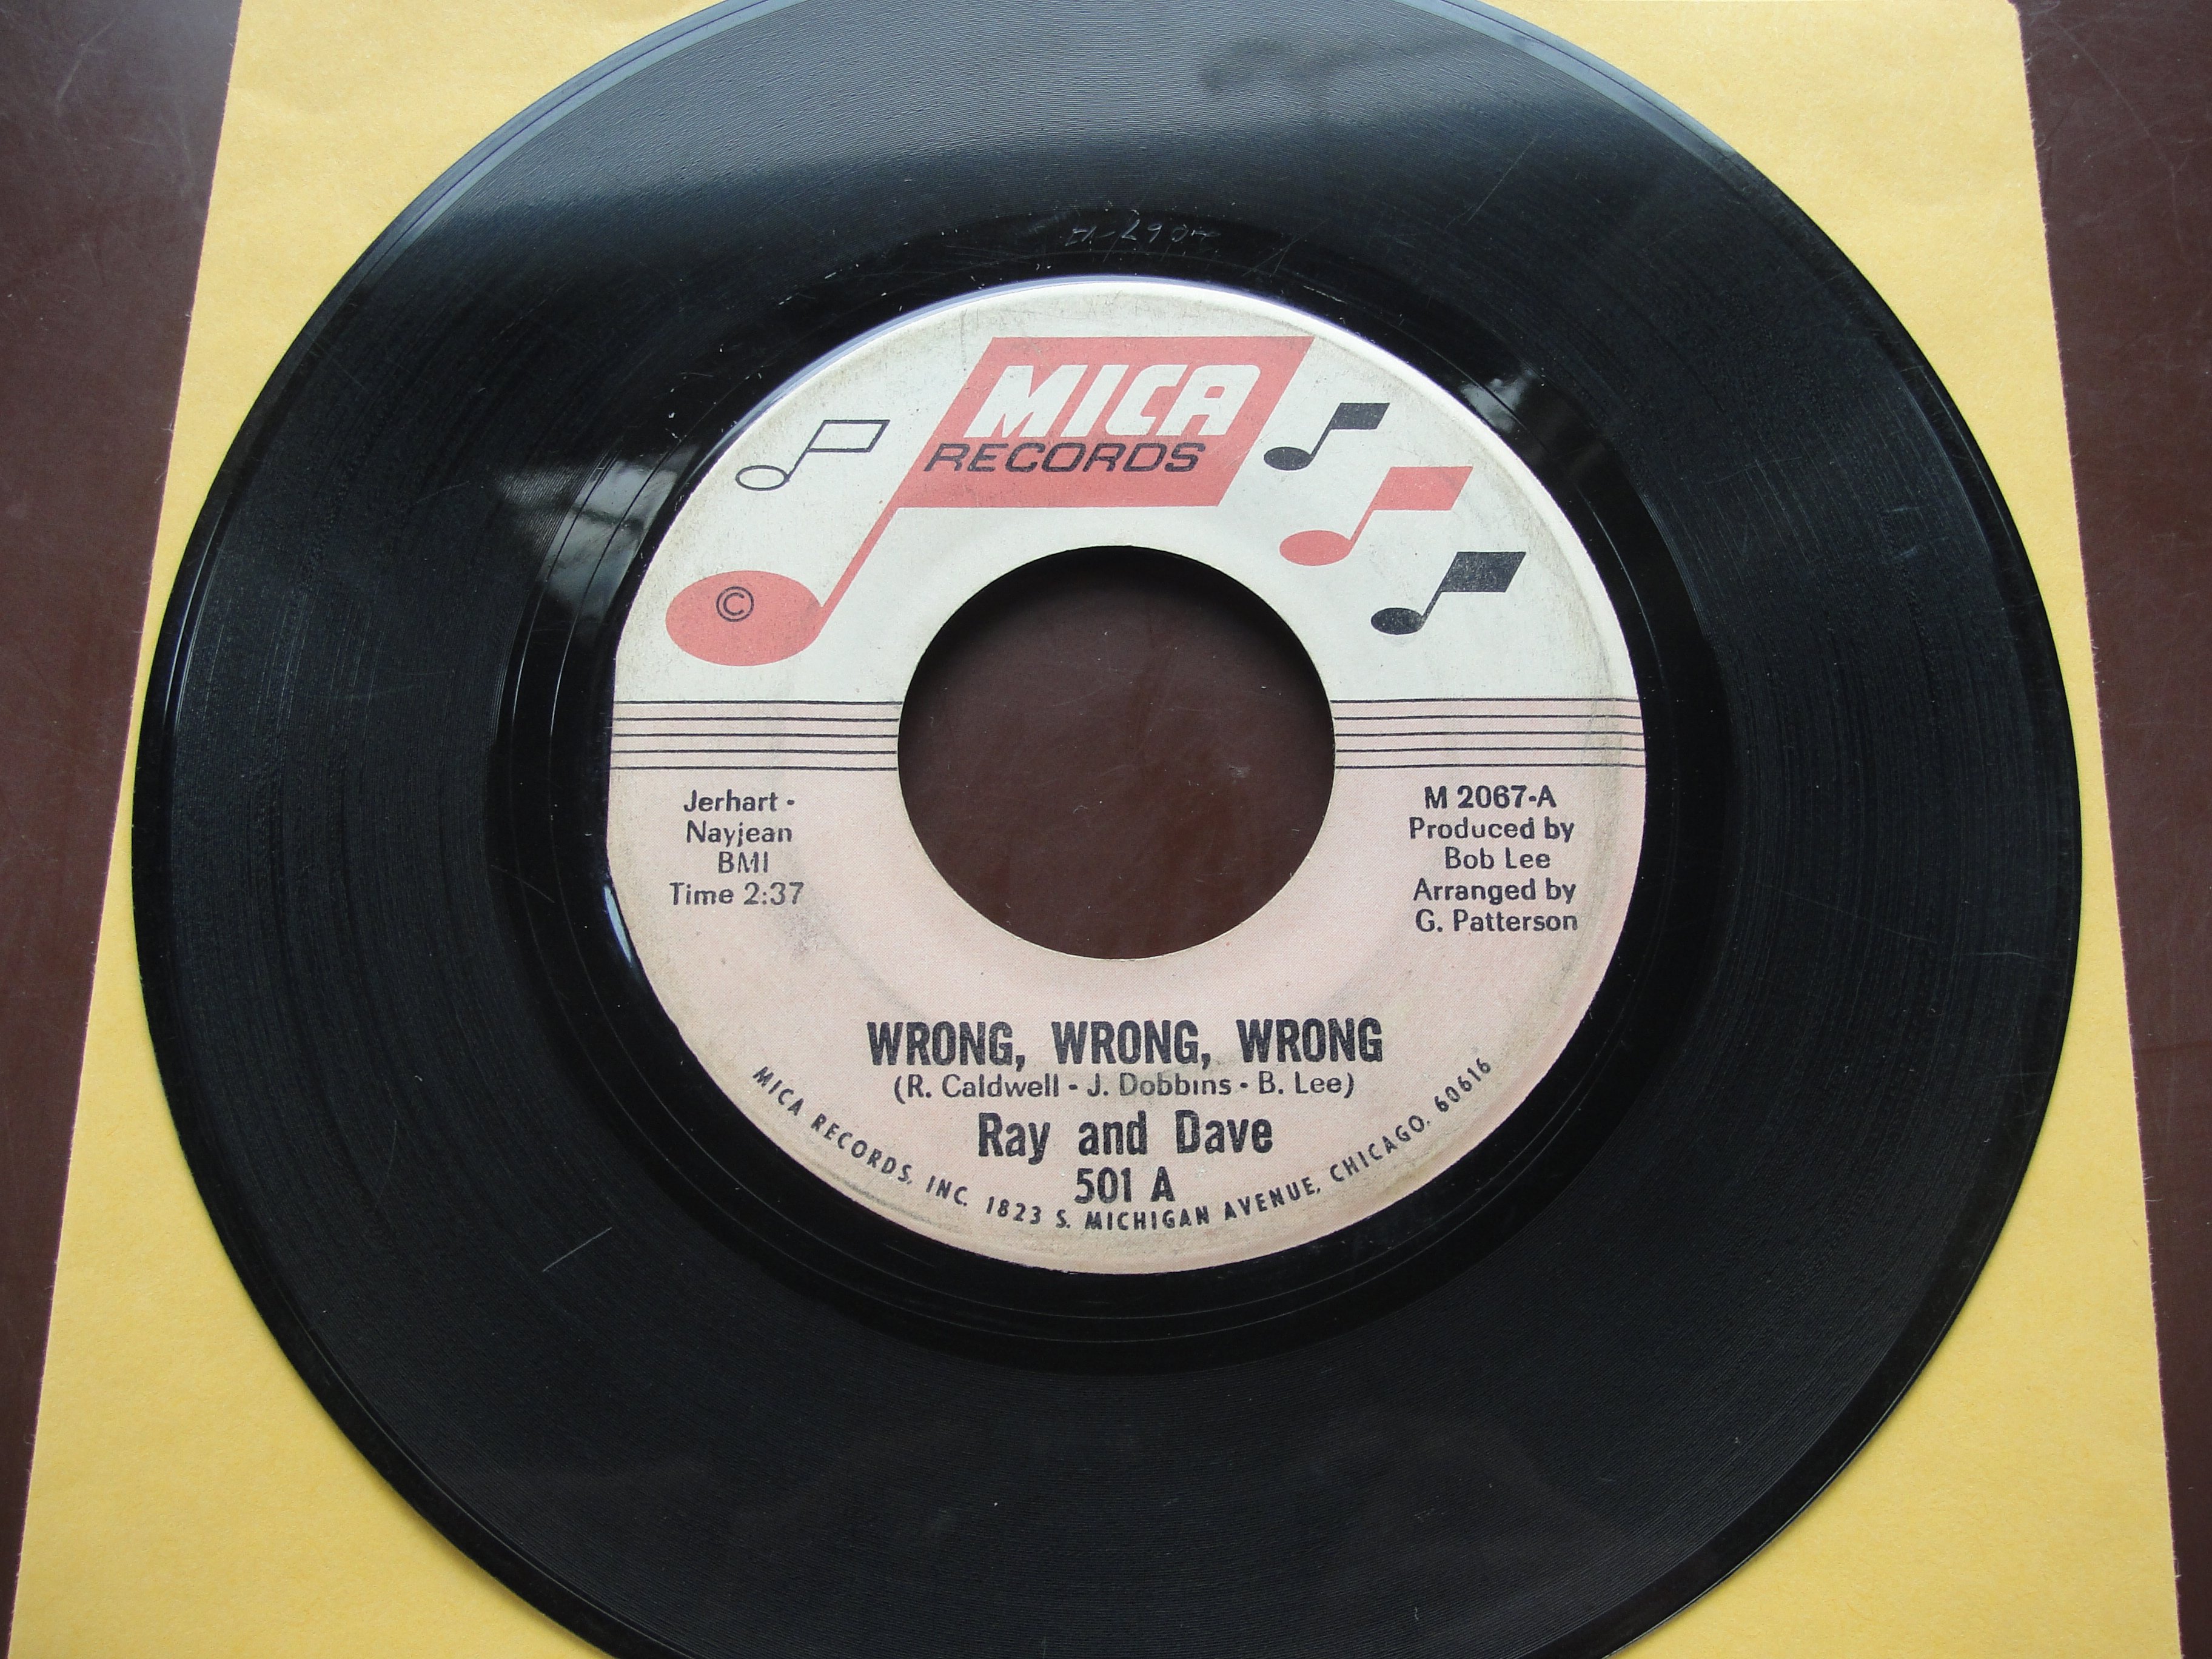 MICA
RECORDS
©
Jerhart -
Nayjean
BMI
Time 2:37
M 2067-A
Produced by
Bob Lee
Arranged by
G. Patterson
WRONG, WRONG, WRONG
(R. Caldwell - J. Dobbins - B. Lee)
Ray and Dave
501 A
MICA RECORDS, INC. 1823 S. MICHIGAN AVENUE, CHICAGO, 60616